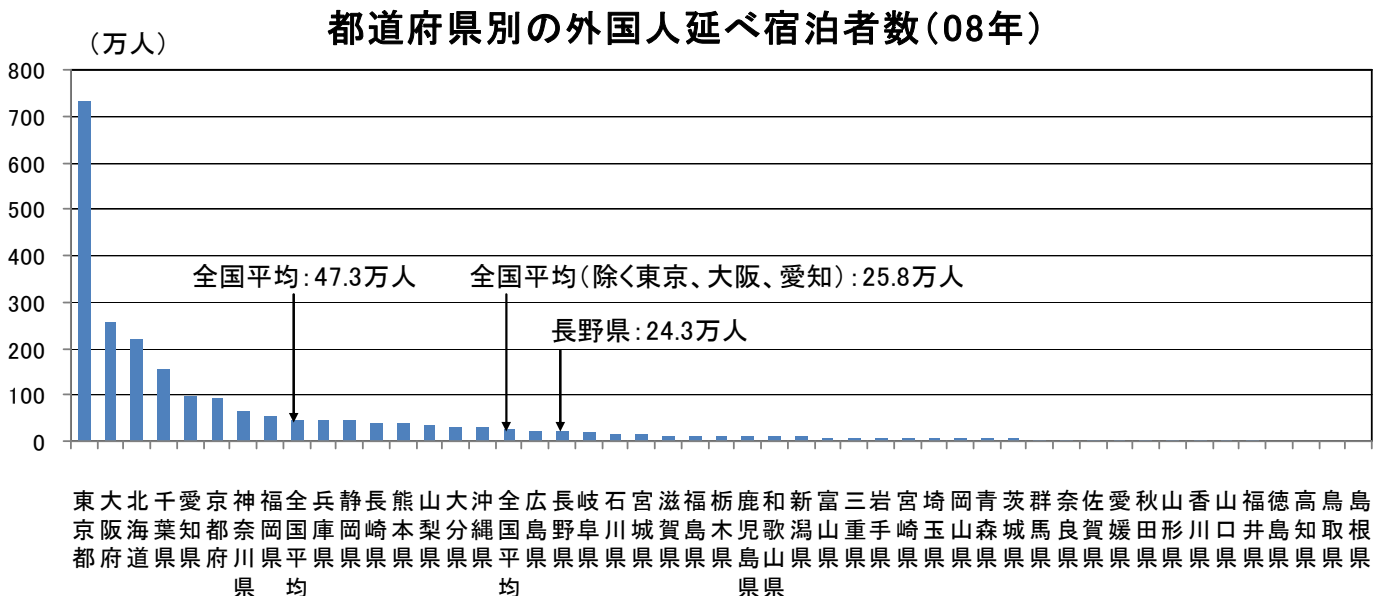 都道府県別の外国人延べ宿泊者数（08年）
（万人）
800
700
600
500
400
300
200
100
0
全国平均：47.3万人
全国平均（除く東京、大阪、愛知）：25.8万人
長野県：24.3万人
東京都
大阪府
北海道
千葉県
愛知県
京都府
神奈川県
福岡県
全国平均
兵庫県
静岡県
長崎県
熊本県
山梨県
大分県
沖縄県
全国平均
広島県
長野県
岐阜県
石川県
宮城県
滋賀県
福島県
栃木県
鹿児島県
和歌山県
新潟県
富山県
三重県
岩手県
宮崎県
埼玉県
岡山県
青森県
茨城県
群馬県
奈良県
佐賀県
愛媛県
秋田県
山形県
香川県
山口県
福井県
徳島県
高知県
鳥取県
島根県